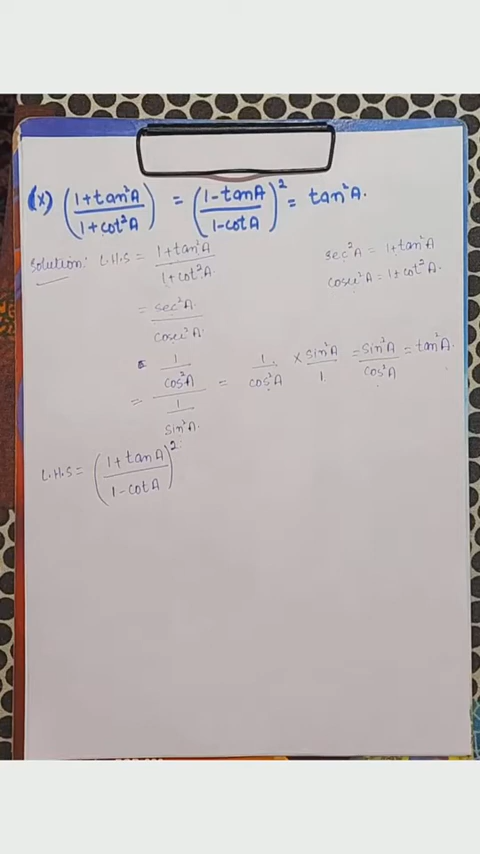 (x) ((1+tan²A)/(1+cot²A)) = ((1-tanA)/(1-cotA))² = tan²A.
Solution: L.H.S = (1+tan²A)/(1+cot²A)
sec²A = 1+tan²A
cosec²A = 1+cot²A.
= sec²A/cosec²A
= (1/cos²A)/(1/sin²A) = 1/cos²A × sin²A/1 = sin²A/cos²A = tan²A.
L.H.S = ((1+tanA)/(1-cotA))²